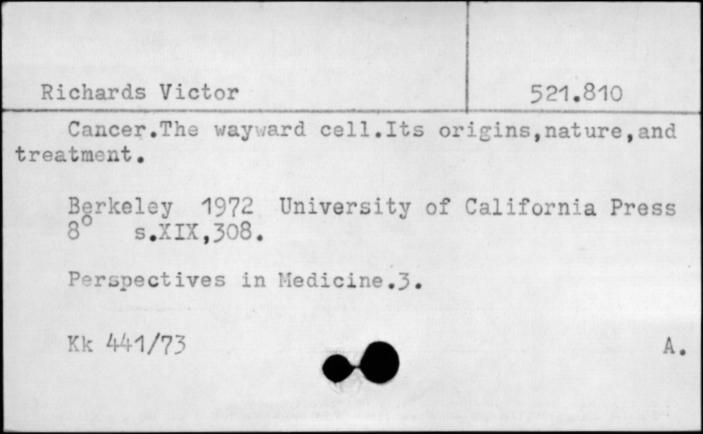 Richards Victor 521.810
Cancer.The wayward cell.Its origins,nature,and
treatment.
Berkeley 1972 University of California Press
8° s.XIX,308.
Perspectives in Medicine.3.
Kk 441/73 A.